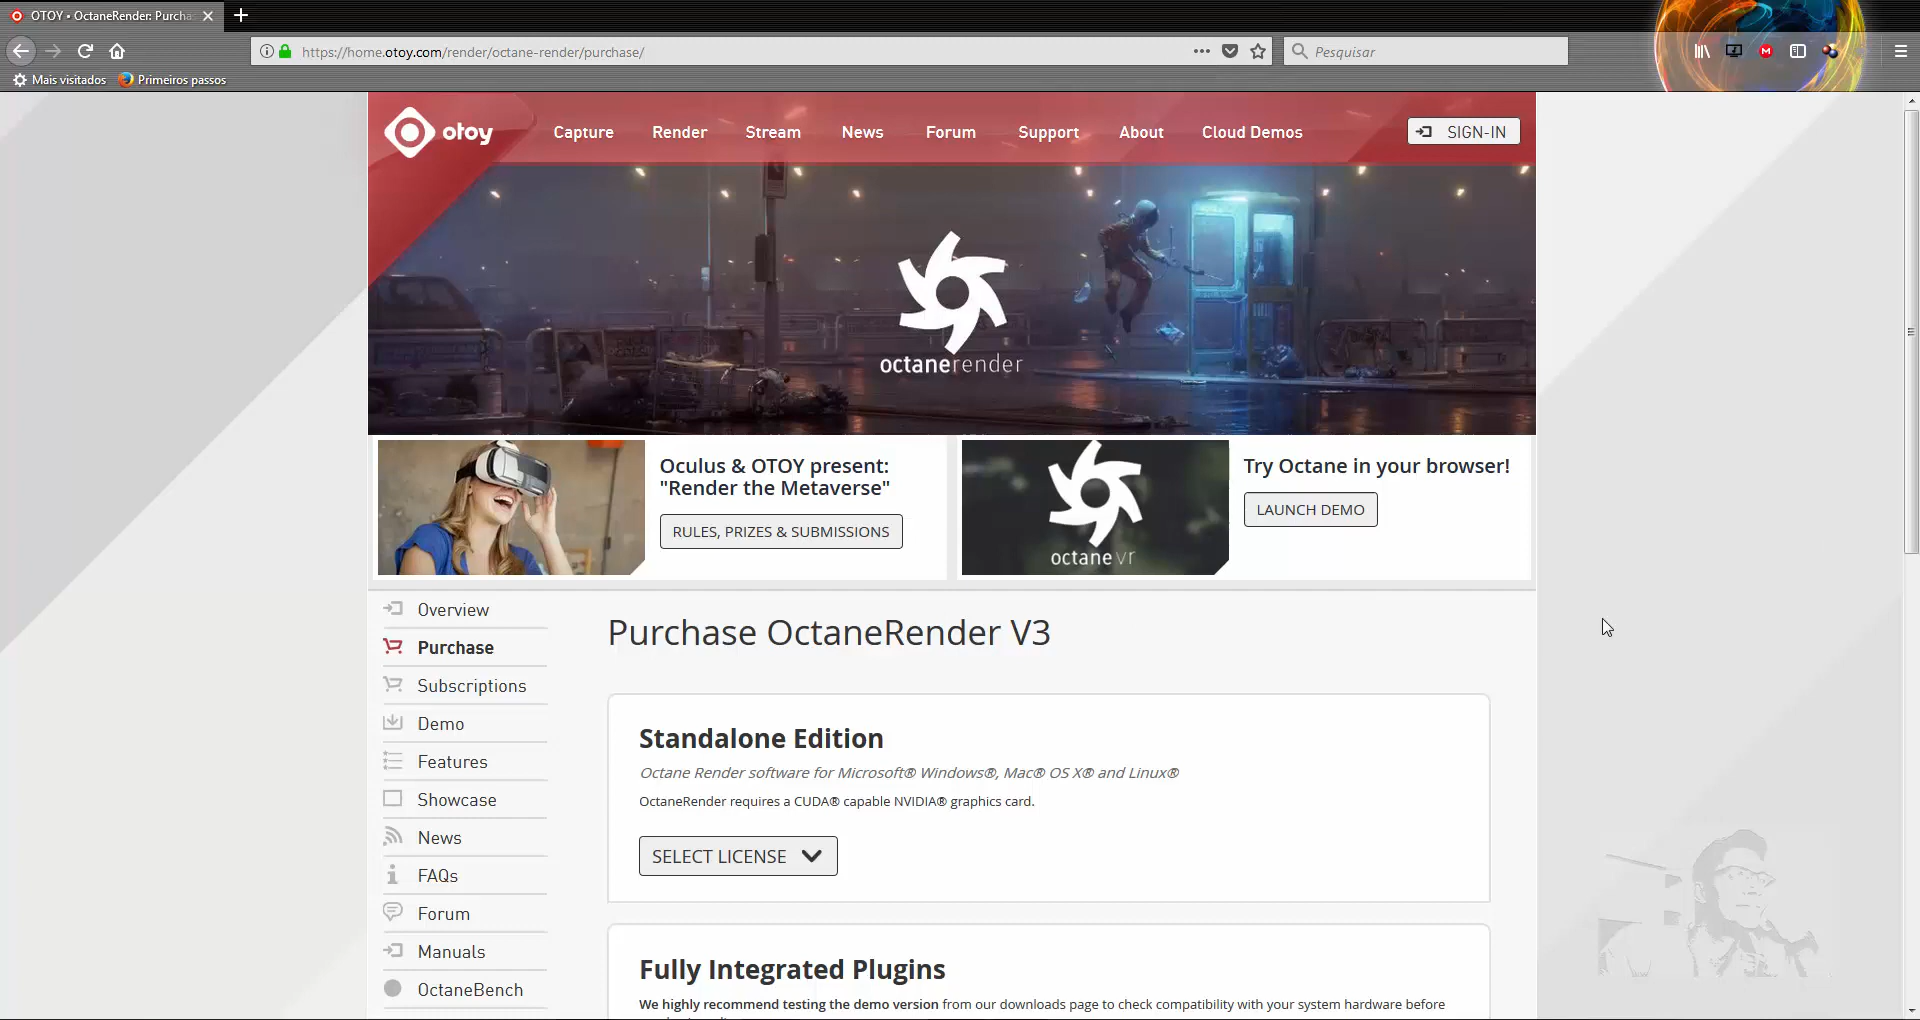 OTOY • OctaneRender: Purcha
https://home.otoy.com/render/octane-render/purchase/
Pesquisar
Mais visitados
Primeiros passos
otoy
Capture
Render
Stream
News
Forum
Support
About
Cloud Demos
SIGN-IN
octanerender
Oculus & OTOY present:
"Render the Metaverse"
RULES, PRIZES & SUBMISSIONS
octane vr
Try Octane in your browser!
LAUNCH DEMO
Overview
Purchase
Subscriptions
Demo
Features
Showcase
News
FAQs
Forum
Manuals
OctaneBench
Purchase OctaneRender V3
Standalone Edition
Octane Render software for Microsoft® Windows®, Mac® OS X® and Linux®
OctaneRender requires a CUDA® capable NVIDIA® graphics card.
SELECT LICENSE
Fully Integrated Plugins
We highly recommend testing the demo version from our downloads page to check compatibility with your system hardware before